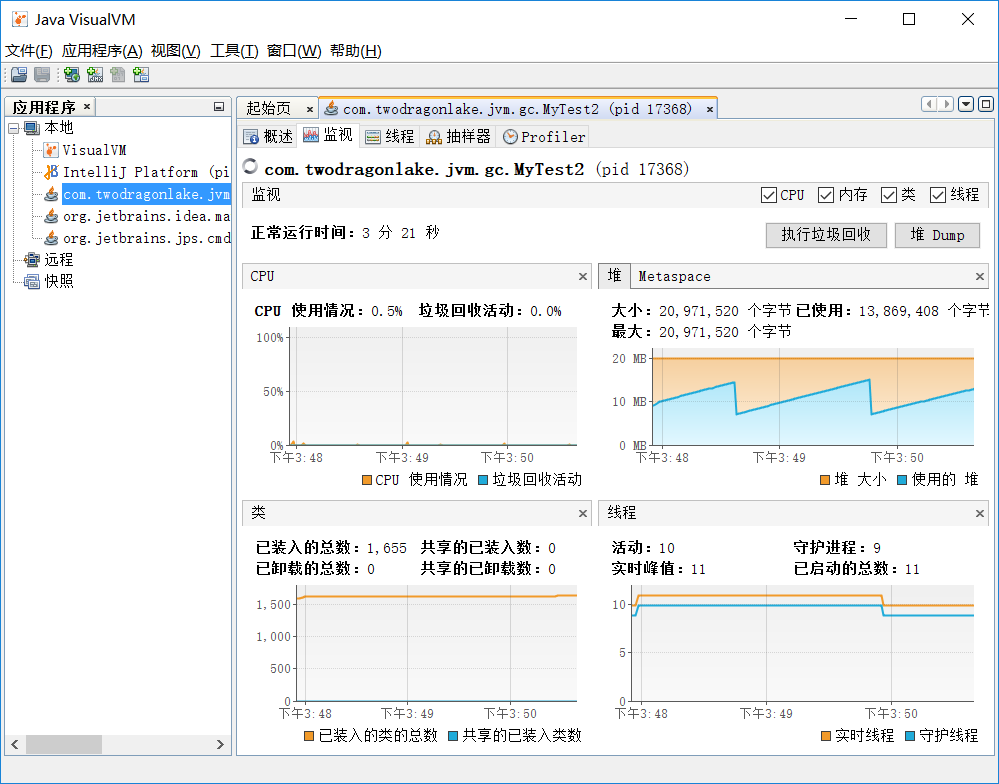 Java VisualVM
文件(F) 应用程序(A) 视图(V) 工具(T) 窗口(W) 帮助(H)
应用程序 ×
本地
VisualVM
IntelliJ Platform (pi
com.twodragonlake.jvm
org.jetbrains.idea.ma
org.jetbrains.jps.cmd
远程
快照
起始页 × com.twodragonlake.jvm.gc.MyTest2 (pid 17368) ×
概述 监视 线程 抽样器 Profiler
com.twodragonlake.jvm.gc.MyTest2 (pid 17368)
监视 CPU 内存 类 线程
正常运行时间: 3 分 21 秒 执行垃圾回收 堆 Dump
CPU ×
CPU 使用情况: 0.5% 垃圾回收活动: 0.0%
100%
50%
0%
下午3:48 下午3:49 下午3:50
CPU 使用情况 垃圾回收活动
堆 Metaspace ×
大小: 20,971,520 个字节 已使用: 13,869,408 个字节
最大: 20,971,520 个字节
20 MB
10 MB
0 MB
下午3:48 下午3:49 下午3:50
堆 大小 使用的 堆
类 ×
已装入的总数: 1,655 共享的已装入数: 0
已卸载的总数: 0 共享的已卸载数: 0
1,500
1,000
500
0
下午3:48 下午3:49 下午3:50
已装入的类的总数 共享的已装入类数
线程 ×
活动: 10 守护进程: 9
实时峰值: 11 已启动的总数: 11
10
5
0
下午3:48 下午3:49 下午3:50
实时线程 守护线程